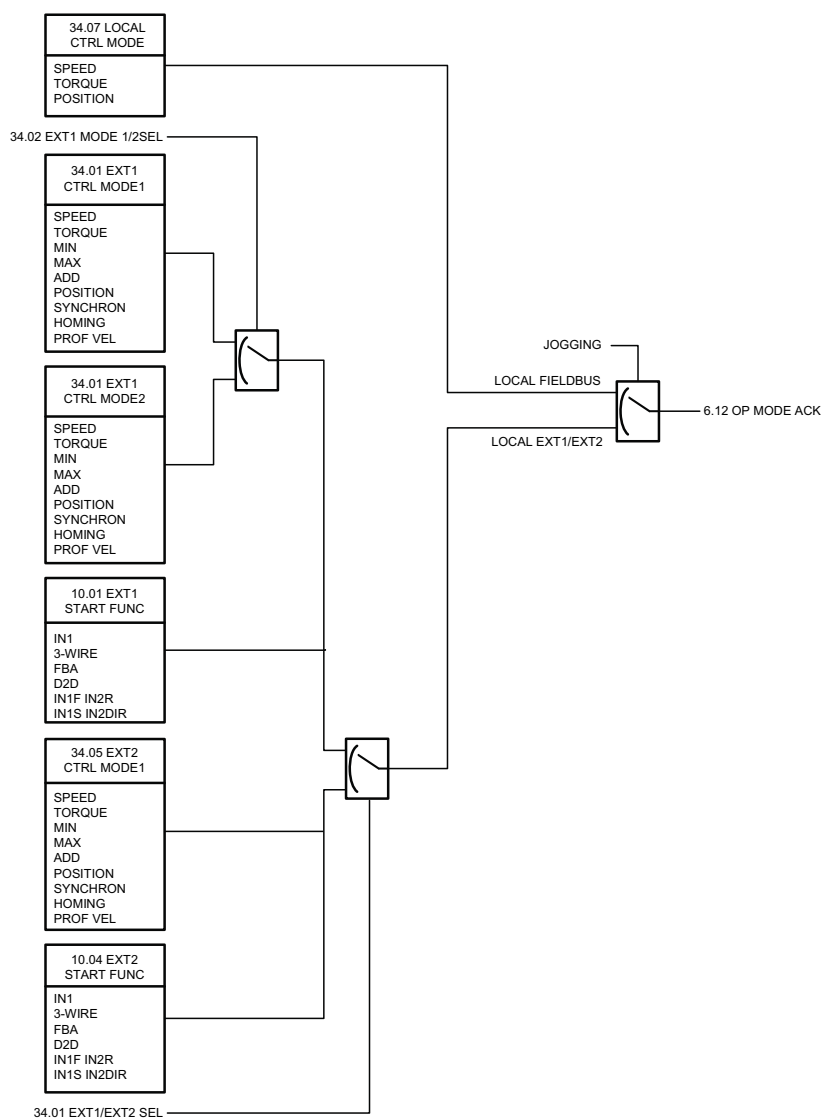 34.07 LOCAL
CTRL MODE
SPEED
TORQUE
POSITION
34.02 EXT1 MODE 1/2SEL
34.01 EXT1
CTRL MODE1
SPEED
TORQUE
MIN
MAX
ADD
POSITION
SYNCHRON
HOMING
PROF VEL
34.01 EXT1
CTRL MODE2
SPEED
TORQUE
MIN
MAX
ADD
POSITION
SYNCHRON
HOMING
PROF VEL
JOGGING
LOCAL FIELDBUS
6.12 OP MODE ACK
LOCAL EXT1/EXT2
10.01 EXT1
START FUNC
IN1
3-WIRE
FBA
D2D
IN1F IN2R
IN1S IN2DIR
34.05 EXT2
CTRL MODE1
SPEED
TORQUE
MIN
MAX
ADD
POSITION
SYNCHRON
HOMING
PROF VEL
10.04 EXT2
START FUNC
IN1
3-WIRE
FBA
D2D
IN1F IN2R
IN1S IN2DIR
34.01 EXT1/EXT2 SEL